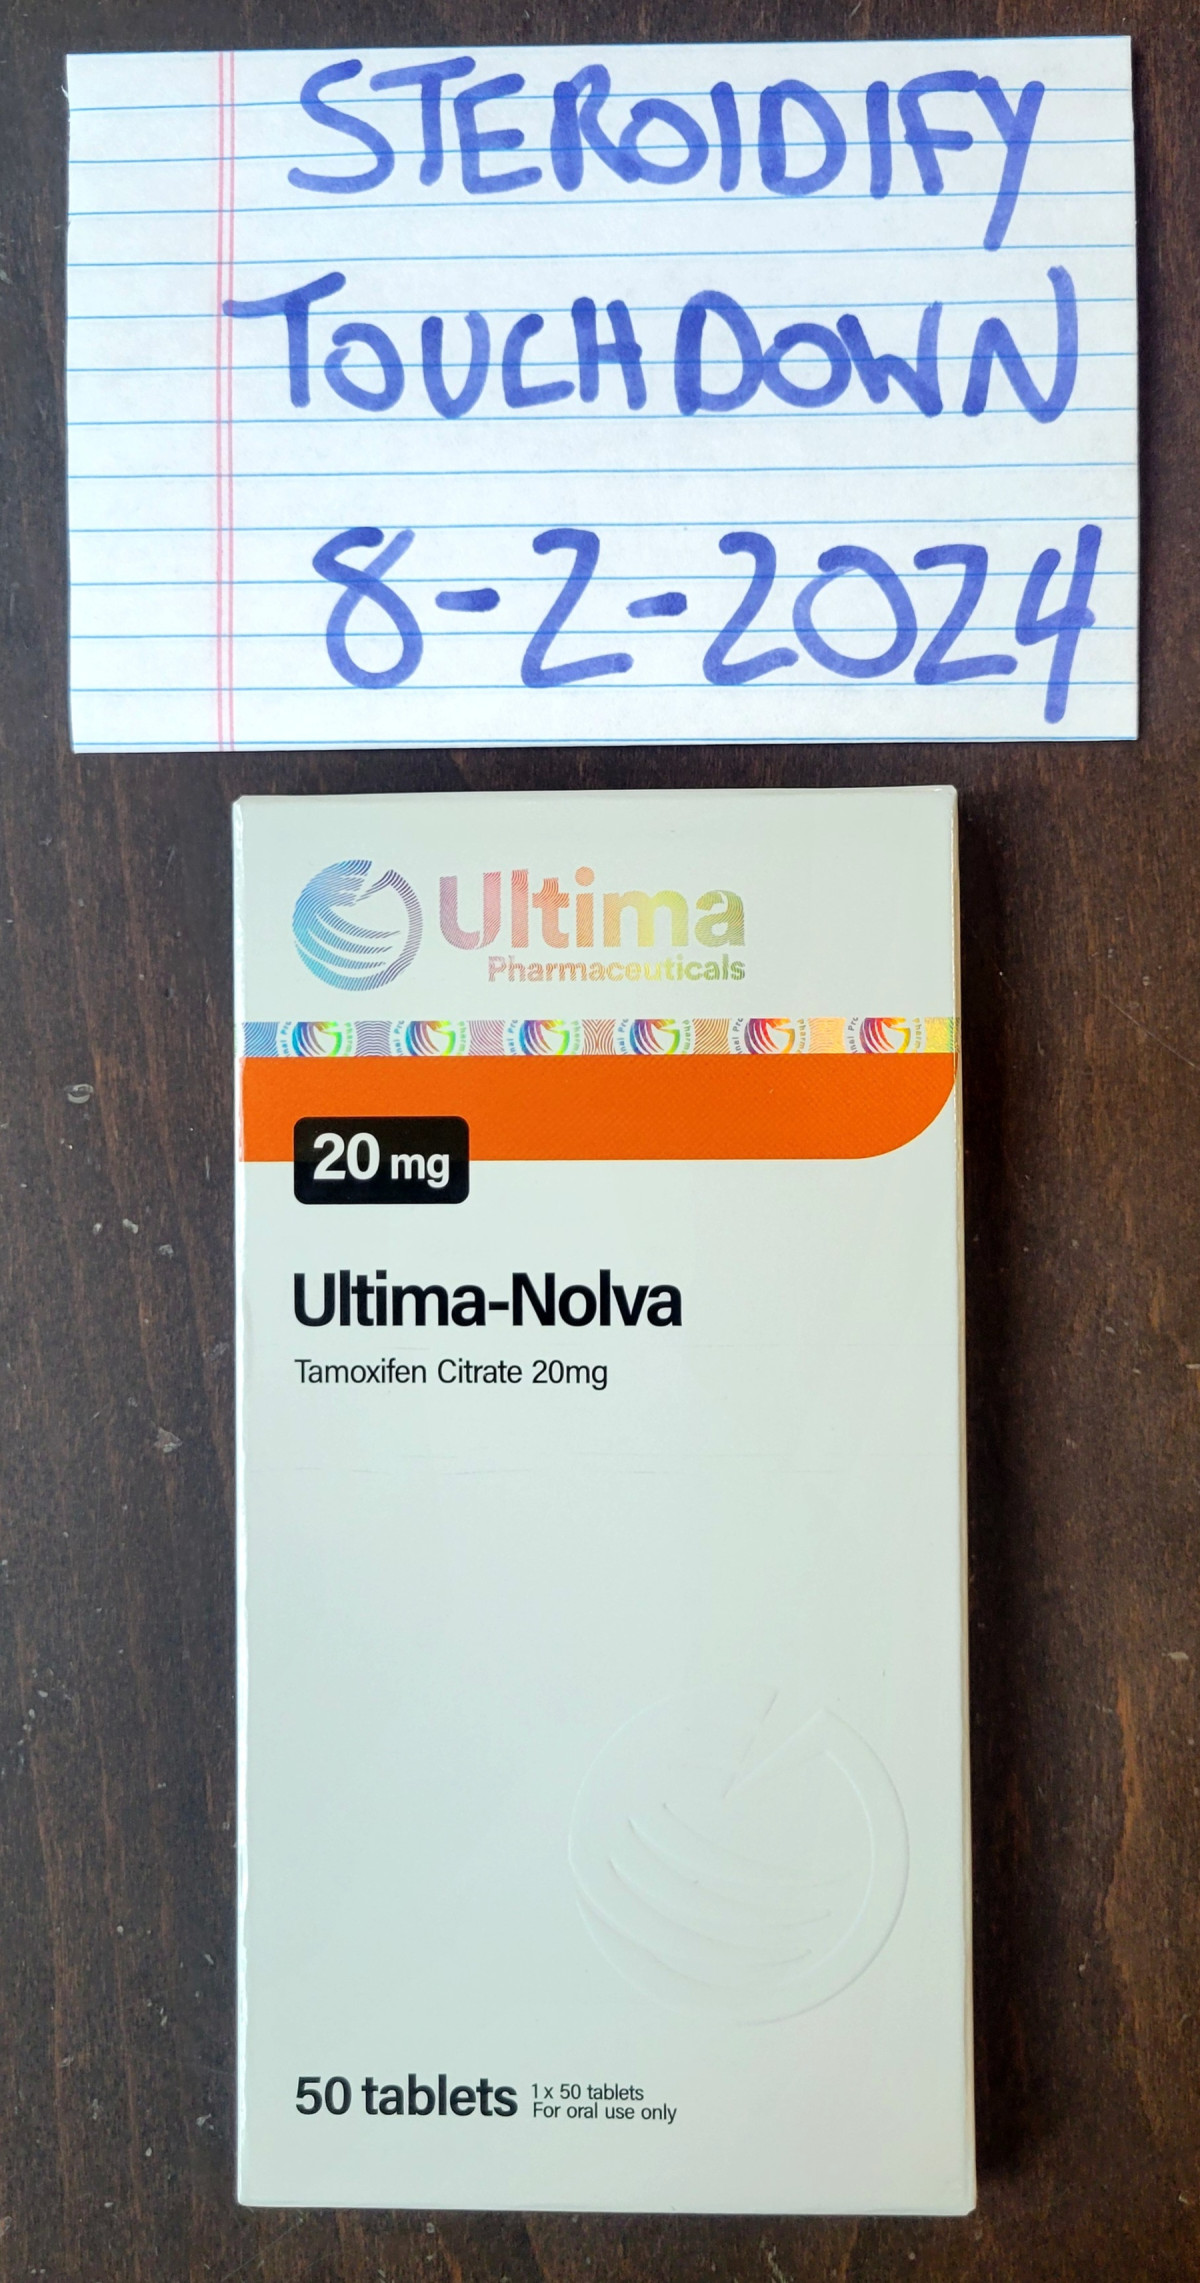 STEROIDIFY
TOUCHDOWN
8-2-2024
Ultima
Pharmaceuticals
20 mg
Ultima-Nolva
Tamoxifen Citrate 20mg
50 tablets
1 x 50 tablets
For oral use only